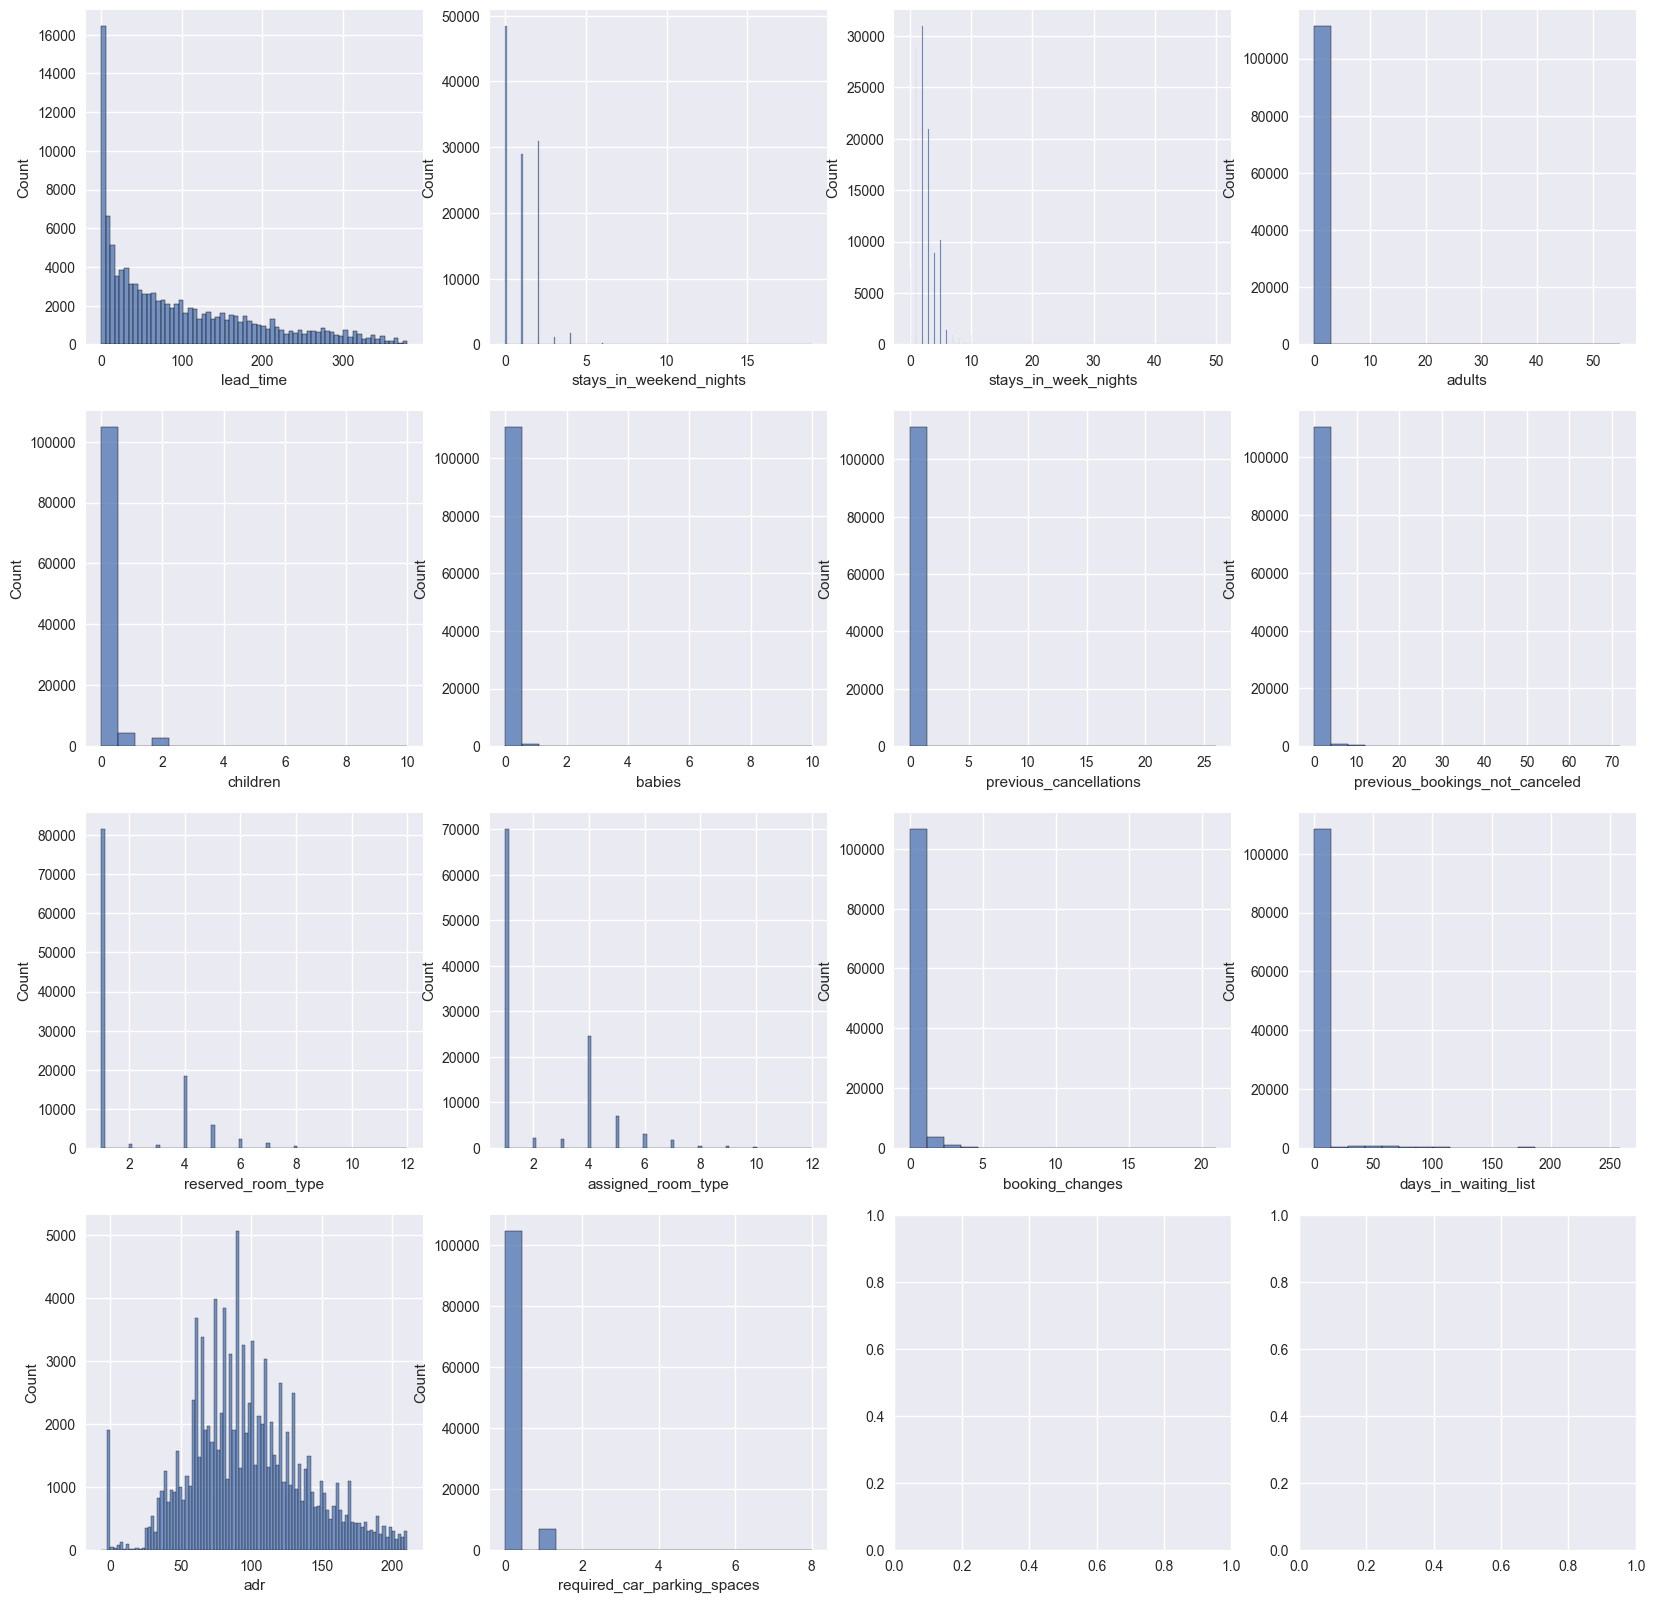 16000
14000
12000
10000
8000
6000
4000
2000
0
Count
0 100 200 300
lead_time
50000
40000
30000
20000
10000
0
Count
0 5 10 15
stays_in_weekend_nights
30000
25000
20000
15000
10000
5000
0
Count
0 10 20 30 40 50
stays_in_week_nights
100000
80000
60000
40000
20000
0
Count
0 10 20 30 40 50
adults
100000
80000
60000
40000
20000
0
Count
0 2 4 6 8 10
children
100000
80000
60000
40000
20000
0
Count
0 2 4 6 8 10
babies
100000
80000
60000
40000
20000
0
Count
0 5 10 15 20 25
previous_cancellations
100000
80000
60000
40000
20000
0
Count
0 10 20 30 40 50 60 70
previous_bookings_not_canceled
80000
70000
60000
50000
40000
30000
20000
10000
0
Count
2 4 6 8 10 12
reserved_room_type
70000
60000
50000
40000
30000
20000
10000
0
Count
2 4 6 8 10 12
assigned_room_type
100000
80000
60000
40000
20000
0
Count
0 5 10 15 20
booking_changes
100000
80000
60000
40000
20000
0
Count
0 50 100 150 200 250
days_in_waiting_list
5000
4000
3000
2000
1000
0
Count
0 50 100 150 200
adr
100000
80000
60000
40000
20000
0
Count
0 2 4 6 8
required_car_parking_spaces
1.0
0.8
0.6
0.4
0.2
0.0
0.0 0.2 0.4 0.6 0.8 1.0
1.0
0.8
0.6
0.4
0.2
0.0
0.0 0.2 0.4 0.6 0.8 1.0